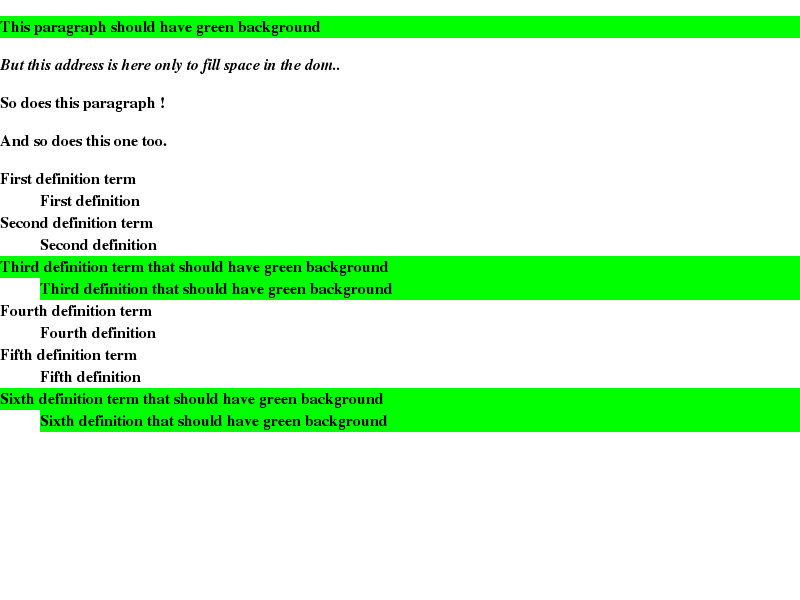 This paragraph should have green background
But this address is here only to fill space in the dom..
So does this paragraph !
And so does this one too.
First definition term
First definition
Second definition term
Second definition
Third definition term that should have green background
Third definition that should have green background
Fourth definition term
Fourth definition
Fifth definition term
Fifth definition
Sixth definition term that should have green background
Sixth definition that should have green background